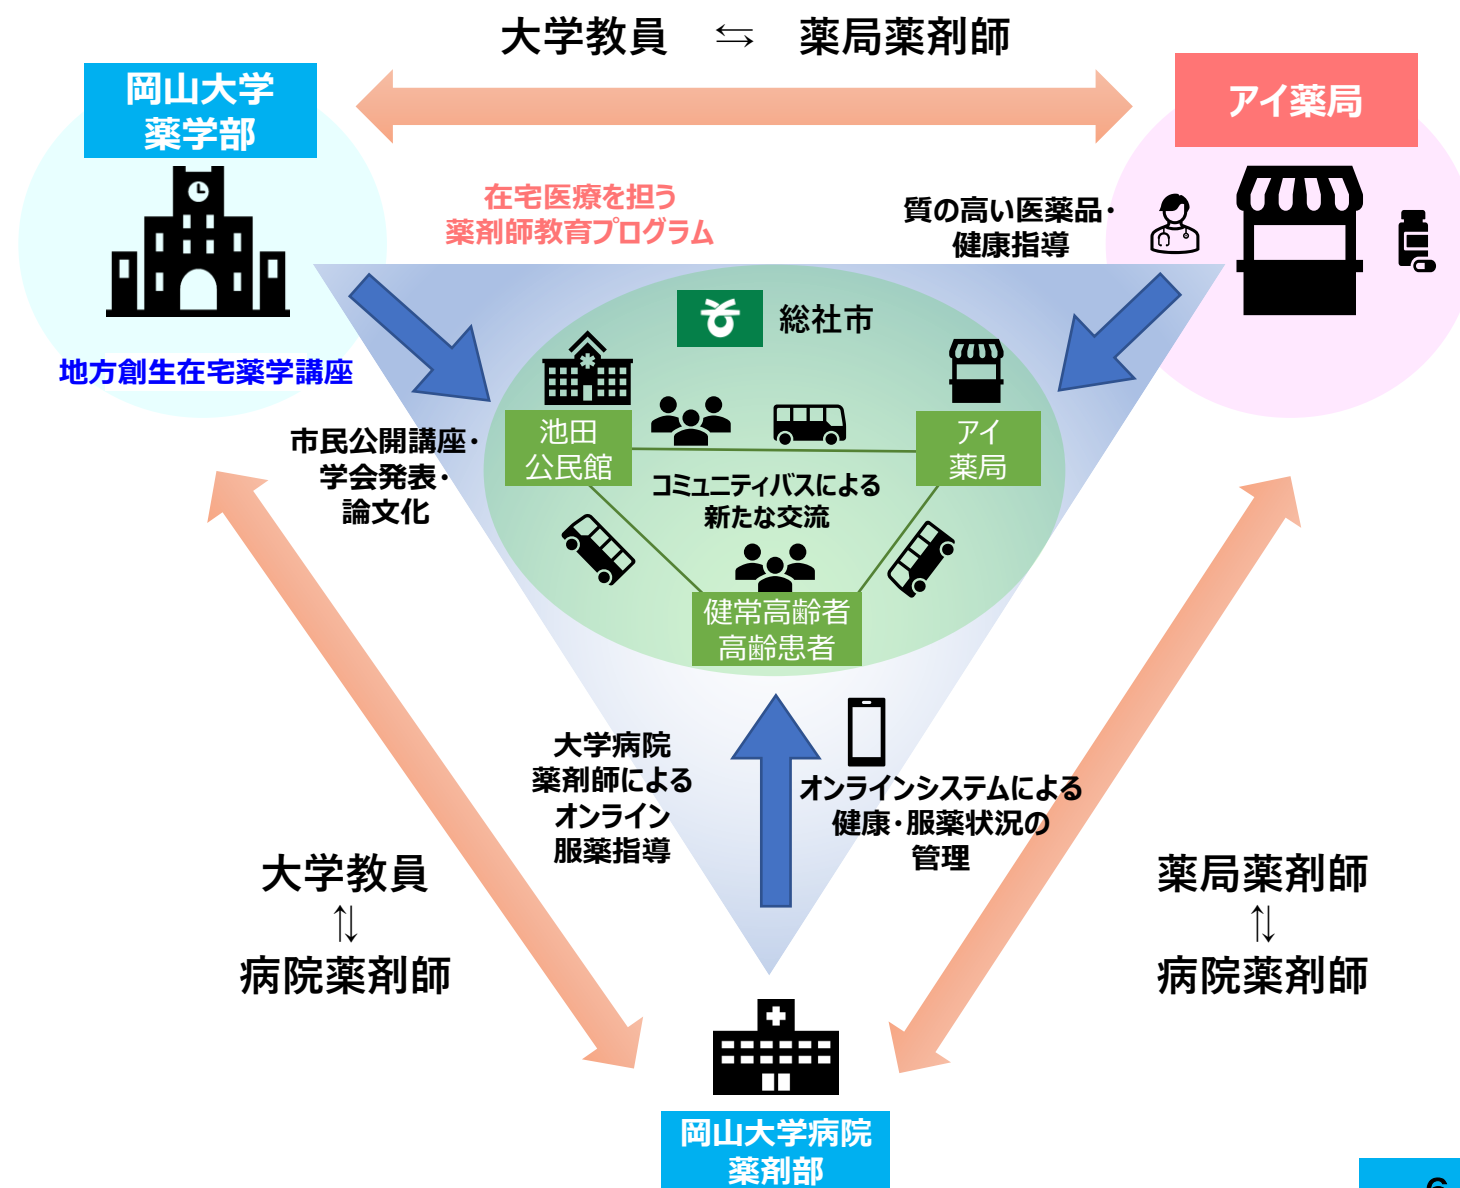 大学教員 ⇆ 薬局薬剤師
岡山大学
薬学部
アイ薬局
在宅医療を担う
薬剤師教育プログラム
質の高い医薬品・
健康指導
総社市
地方創生在宅薬学講座
市民公開講座・
学会発表・
論文化
池田
公民館
アイ
薬局
コミュニティバスによる
新たな交流
健常高齢者
高齢患者
大学病院
薬剤師による
オンライン
服薬指導
オンラインシステムによる
健康・服薬状況の
管理
大学教員
⇅
病院薬剤師
薬局薬剤師
⇅
病院薬剤師
岡山大学病院
薬剤部
6